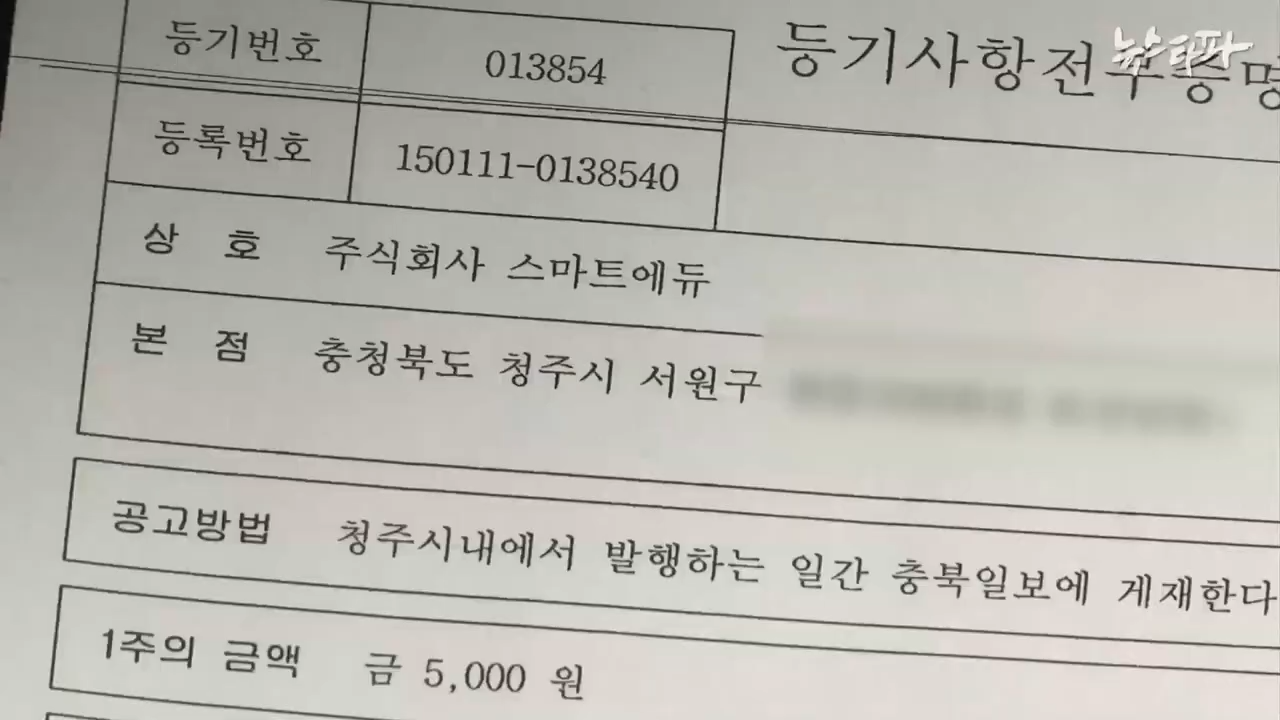 뉴스타파
등기사항전부증명
등기번호 013854
등록번호 150111-0138540
상 호 주식회사 스마트에듀
본 점 충청북도 청주시 서원구
공고방법 청주시내에서 발행하는 일간 충북일보에 게재한다
1주의 금액 금 5,000 원